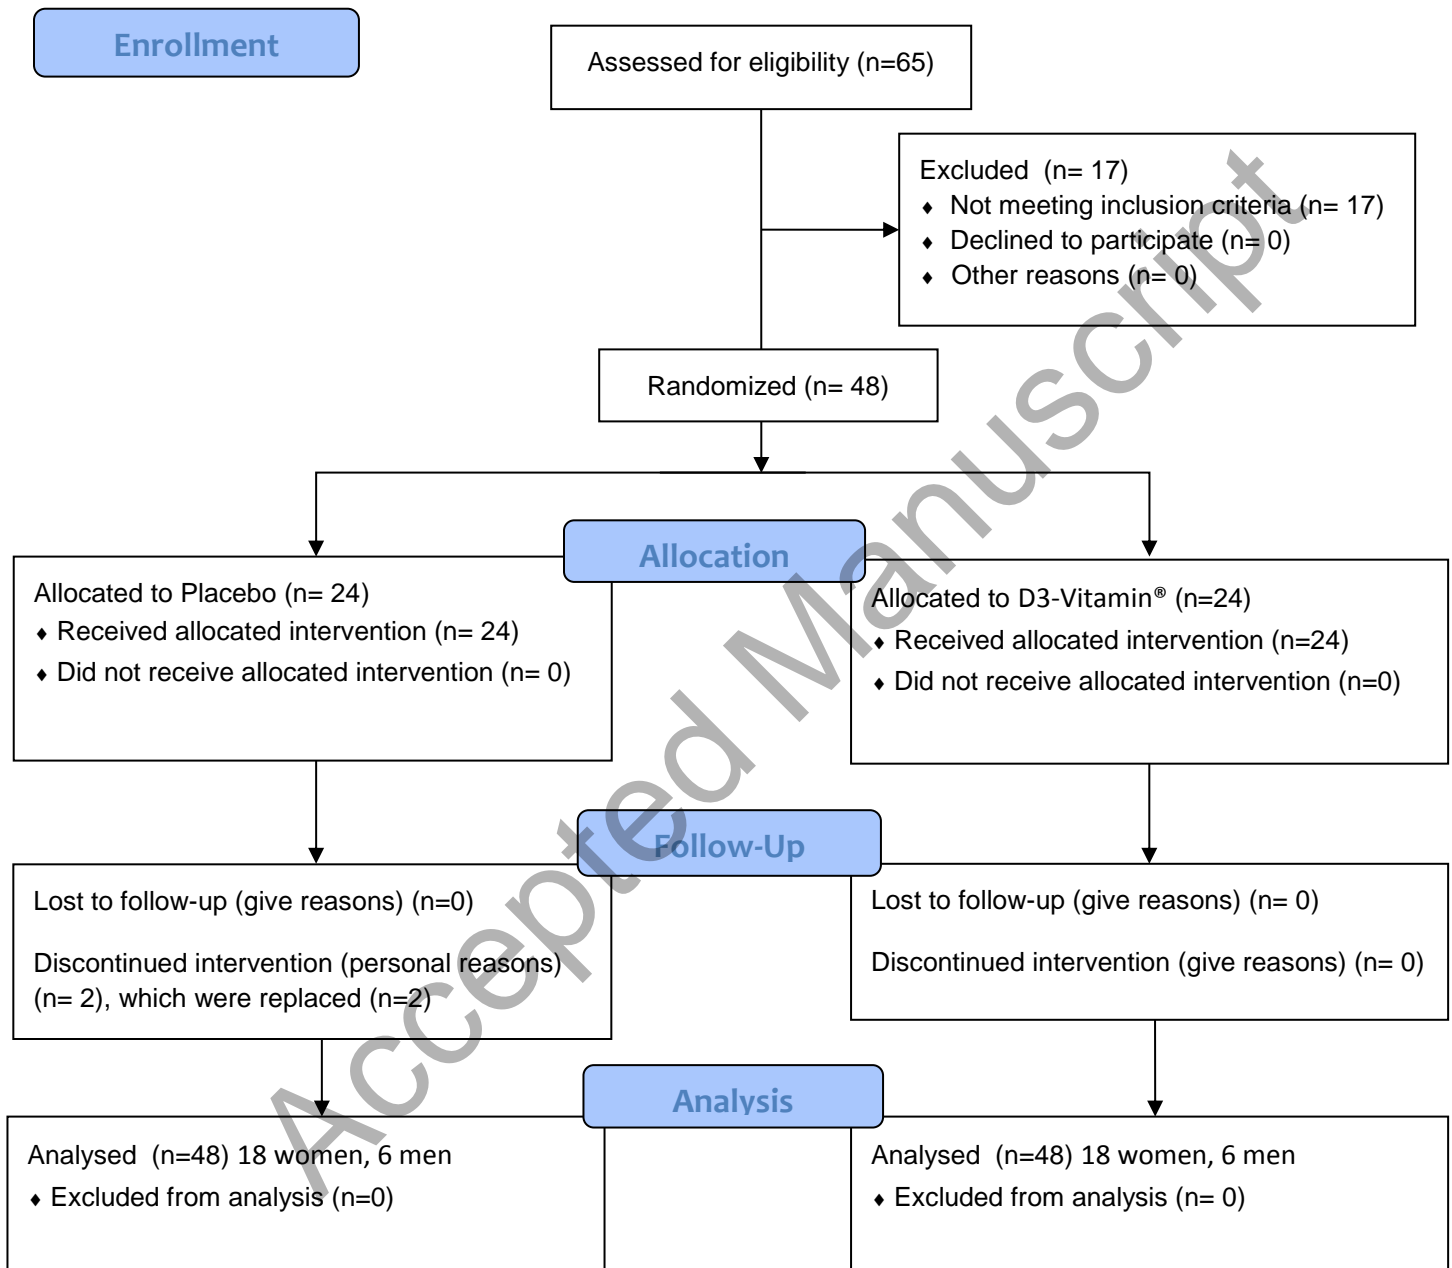 Enrollment
Assessed for eligibility (n=65)
Excluded (n= 17)
♦ Not meeting inclusion criteria (n= 17)
♦ Declined to participate (n= 0)
♦ Other reasons (n= 0)
Randomized (n= 48)
Allocation
Allocated to Placebo (n= 24)
♦ Received allocated intervention (n= 24)
♦ Did not receive allocated intervention (n= 0)
Allocated to D3-Vitamin® (n=24)
♦ Received allocated intervention (n=24)
♦ Did not receive allocated intervention (n=0)
Follow-Up
Lost to follow-up (give reasons) (n=0)
Discontinued intervention (personal reasons)
(n= 2), which were replaced (n=2)
Lost to follow-up (give reasons) (n= 0)
Discontinued intervention (give reasons) (n= 0)
Analysis
Analysed (n=48) 18 women, 6 men
♦ Excluded from analysis (n=0)
Analysed (n=48) 18 women, 6 men
♦ Excluded from analysis (n= 0)
Accepted Manuscript